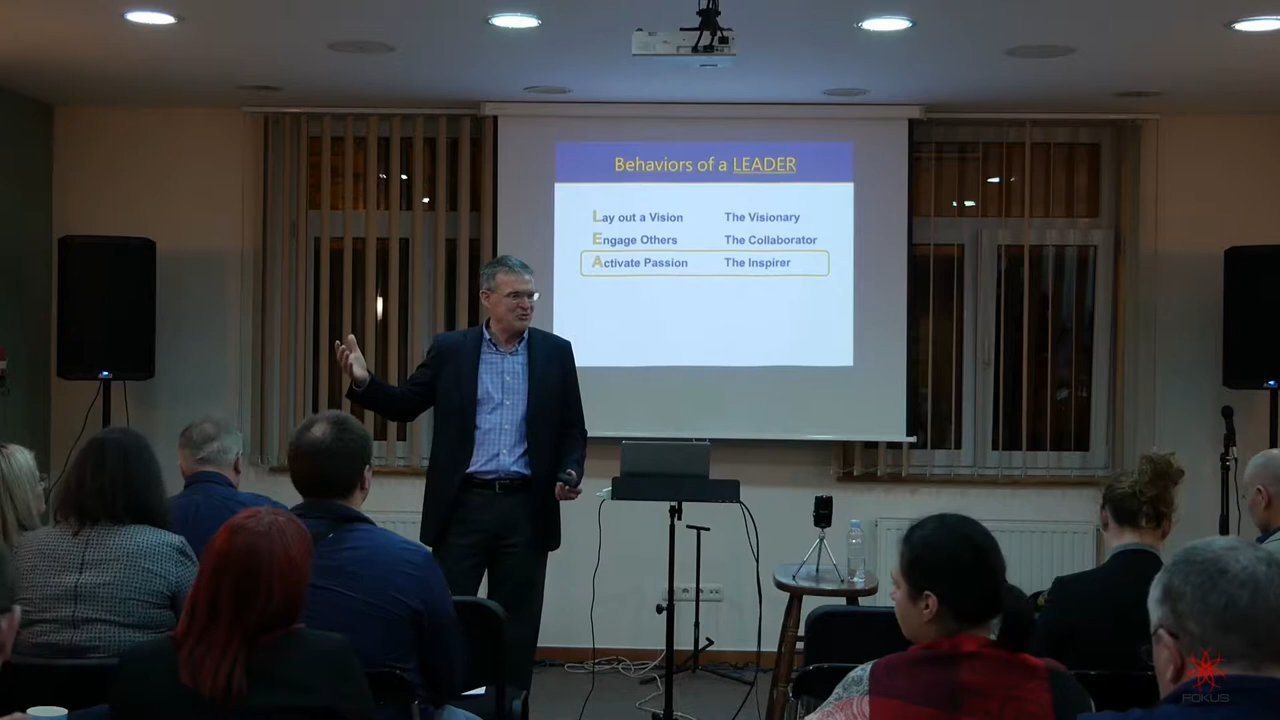 Behaviors of a LEADER
Lay out a Vision The Visionary
Engage Others The Collaborator
Activate Passion The Inspirer
FOKUS